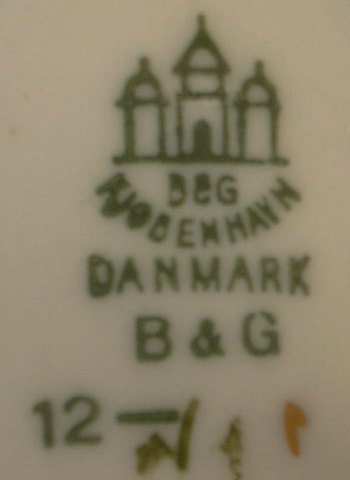 B&G
KJØBENHAVN
DANMARK
B & G
12